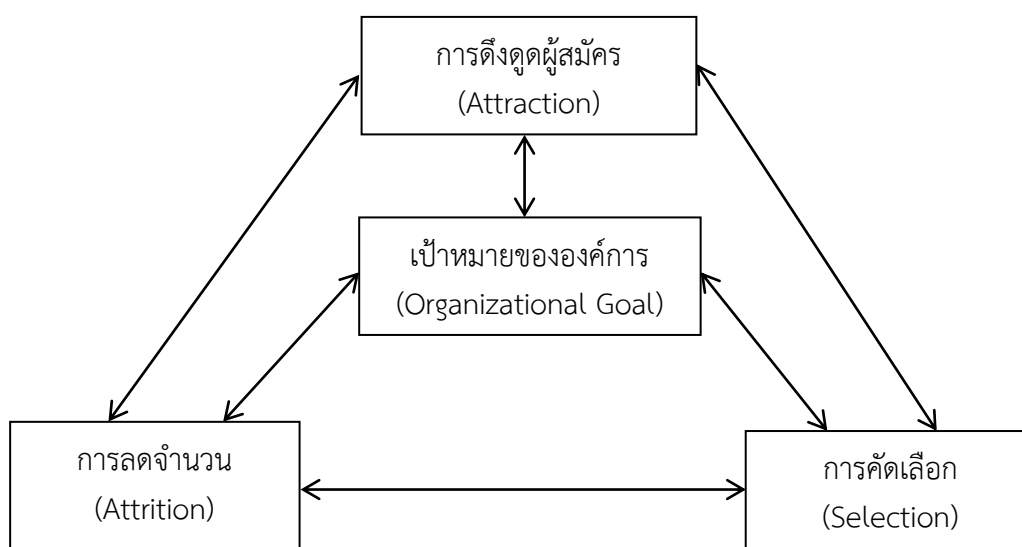 การดึงดูดผู้สมัคร
(Attraction)
เป้าหมายขององค์การ
(Organizational Goal)
การลดจำนวน
(Attrition)
การคัดเลือก
(Selection)